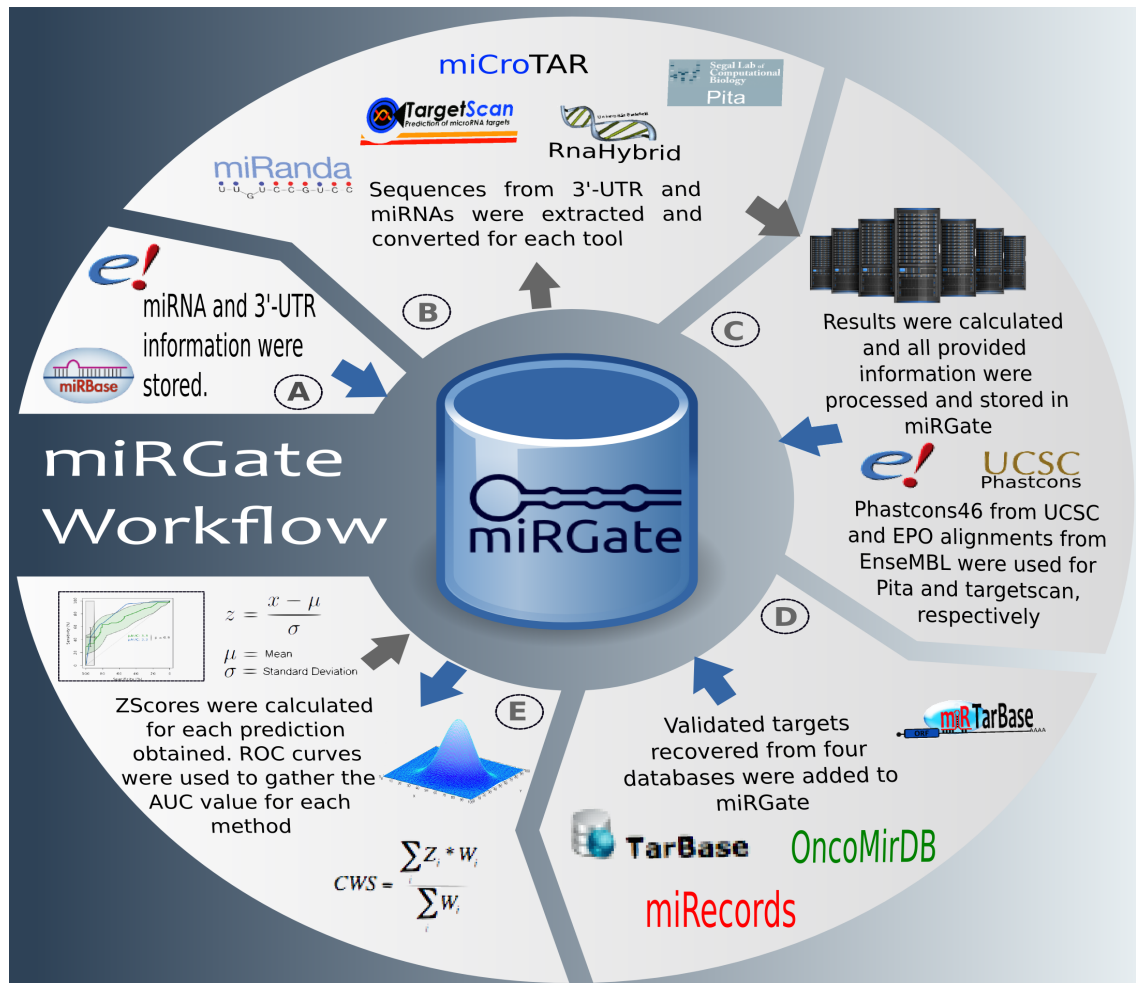 miRGate
Workflow
miRBase
miRNA and 3'-UTR
information were
stored.
A
miCroTAR
Segal Lab of
Computational
Biology
Pita
TargetScan
Prediction of microRNA targets
RnaHybrid
miRanda
U U G U C C G U C C
Sequences from 3'-UTR and
miRNAs were extracted and
converted for each tool
B
C
Results were calculated
and all provided
information were
processed and stored in
miRGate
e!
UCSC
Phastcons
Phastcons46 from UCSC
and EPO alignments from
EnseMBL were used for
Pita and targetscan,
respectively
miRGate
D
Validated targets
recovered from four
databases were added to
miRGate
miRTarBase
ORF
AAAA
TarBase
OncoMirDB
miRecords
E
z = x − μ / σ
μ = Mean
σ = Standard Deviation
ZScores were calculated
for each prediction
obtained. ROC curves
were used to gather the
AUC value for each
method
CWS = ∑i Zi * Wi / ∑i Wi
e!